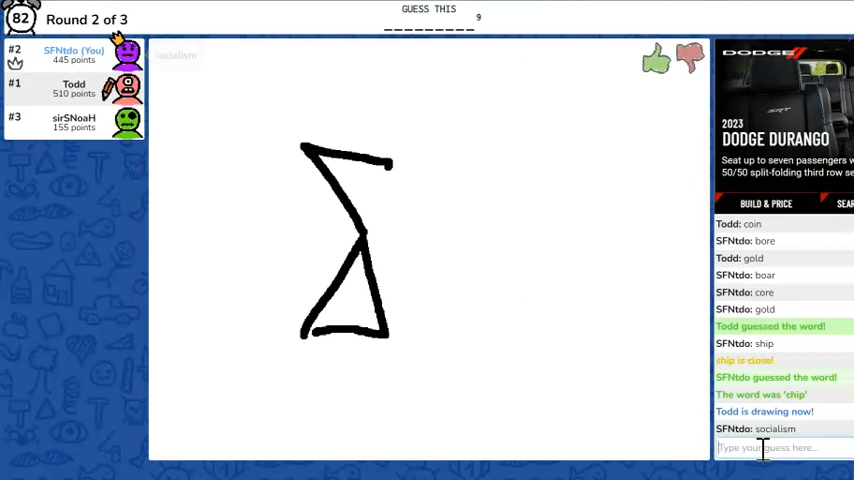 82
Round 2 of 3
GUESS THIS
_________ 9
#2
SFNtdo (You)
445 points
#1
Todd
510 points
#3
sirSNoaH
155 points
socialism
DODGE
SRT
2023
DODGE DURANGO
Seat up to seven passengers w
50/50 split-folding third row se
BUILD & PRICE
SEAR
Todd: coin
SFNtdo: bore
Todd: gold
SFNtdo: boar
SFNtdo: core
SFNtdo: gold
Todd guessed the word!
SFNtdo: ship
ship is close!
SFNtdo guessed the word!
The word was 'chip'
Todd is drawing now!
SFNtdo: socialism
Type your guess here...